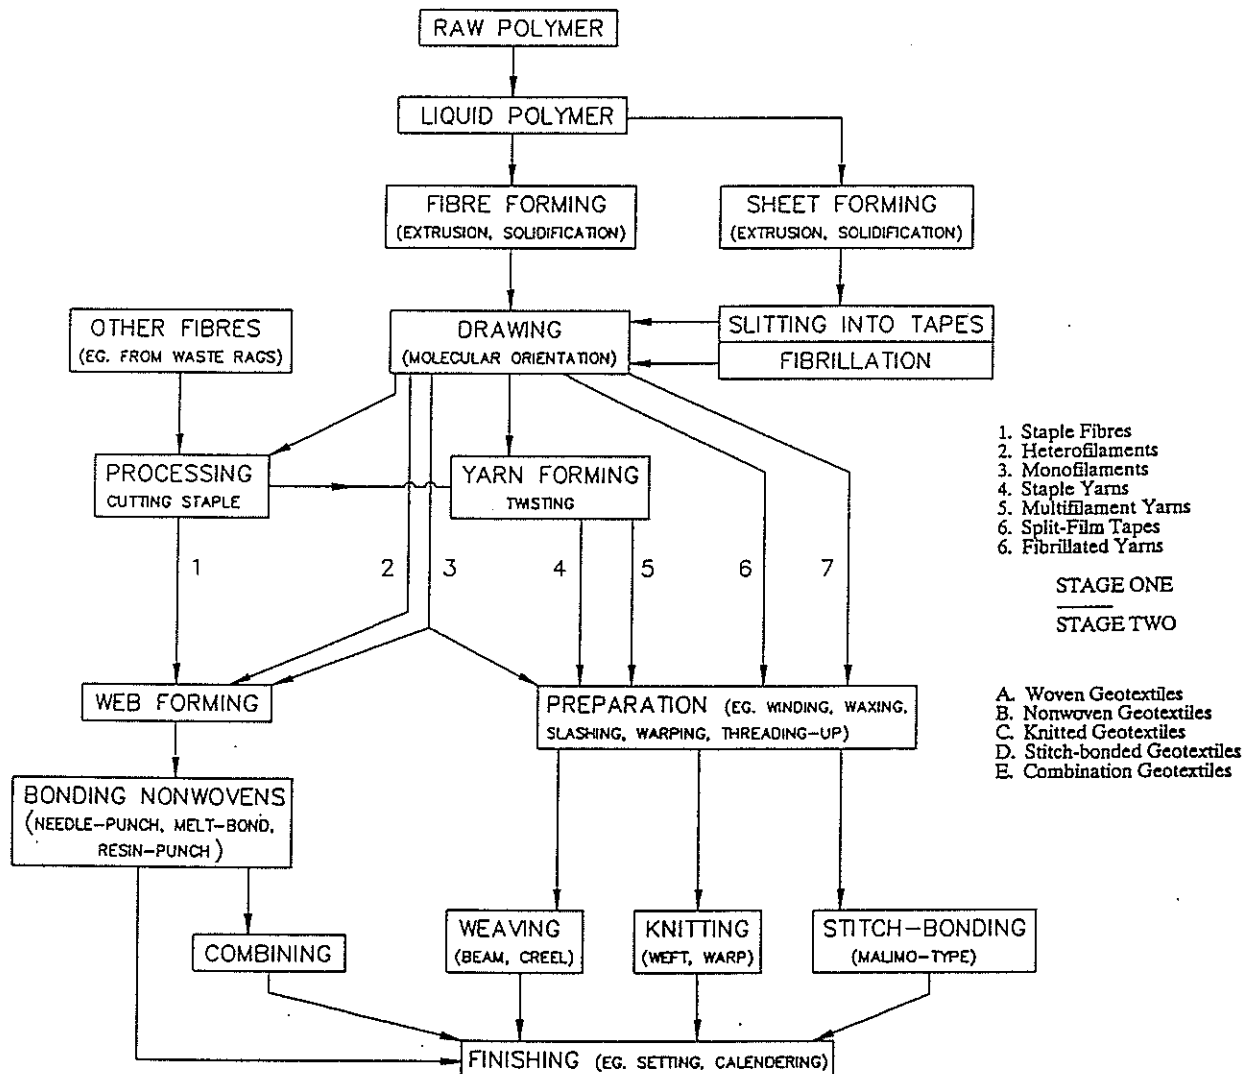 RAW POLYMER
LIQUID POLYMER
FIBRE FORMING
(EXTRUSION, SOLIDIFICATION)
SHEET FORMING
(EXTRUSION, SOLIDIFICATION)
OTHER FIBRES
(EG. FROM WASTE RAGS)
DRAWING
(MOLECULAR ORIENTATION)
SLITTING INTO TAPES
FIBRILLATION
PROCESSING
CUTTING STAPLE
YARN FORMING
TWISTING
1
2
3
4
5
6
7
1. Staple Fibres
2. Heterofilaments
3. Monofilaments
4. Staple Yarns
5. Multifilament Yarns
6. Split-Film Tapes
6. Fibrillated Yarns
STAGE ONE
STAGE TWO
WEB FORMING
PREPARATION (EG. WINDING, WAXING,
SLASHING, WARPING, THREADING-UP)
A. Woven Geotextiles
B. Nonwoven Geotextiles
C. Knitted Geotextiles
D. Stitch-bonded Geotextiles
E. Combination Geotextiles
BONDING NONWOVENS
(NEEDLE-PUNCH, MELT-BOND,
RESIN-PUNCH)
COMBINING
WEAVING
(BEAM, CREEL)
KNITTING
(WEFT, WARP)
STITCH-BONDING
(MALIMO-TYPE)
FINISHING (EG. SETTING, CALENDERING)